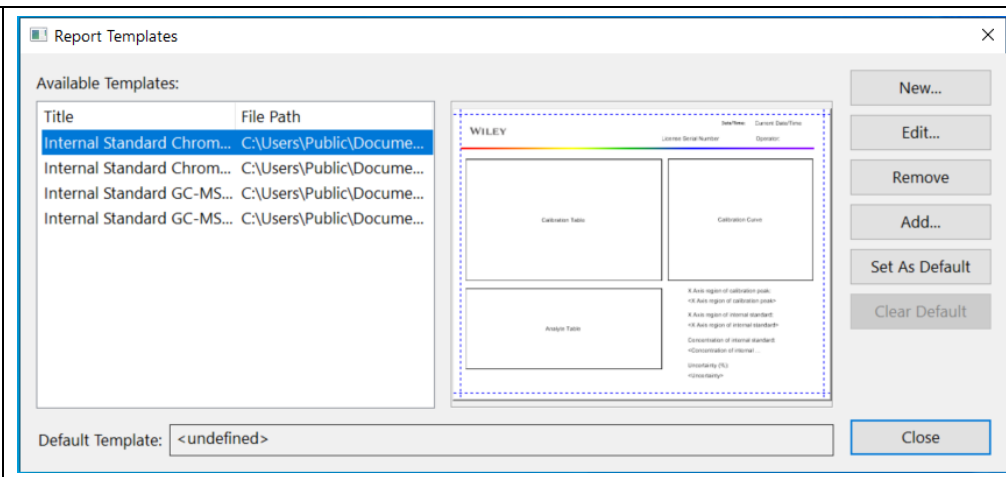 Report Templates
Available Templates:
Title File Path
Internal Standard Chrom... C:\Users\Public\Docume...
Internal Standard Chrom... C:\Users\Public\Docume...
Internal Standard GC-MS... C:\Users\Public\Docume...
Internal Standard GC-MS... C:\Users\Public\Docume...
WILEY
Date/Time: Current Date/Time
License Serial Number Operator:
Calibration Table
Calibration Curve
Analyte Table
X Axis region of calibration peak:
<X Axis region of calibration peak>
X Axis region of internal standard:
<X Axis region of internal standard>
Concentration of internal standard:
<Concentration of internal ...
Uncertainty (%):
<Uncertainty>
New...
Edit...
Remove
Add...
Set As Default
Clear Default
Default Template: <undefined>
Close